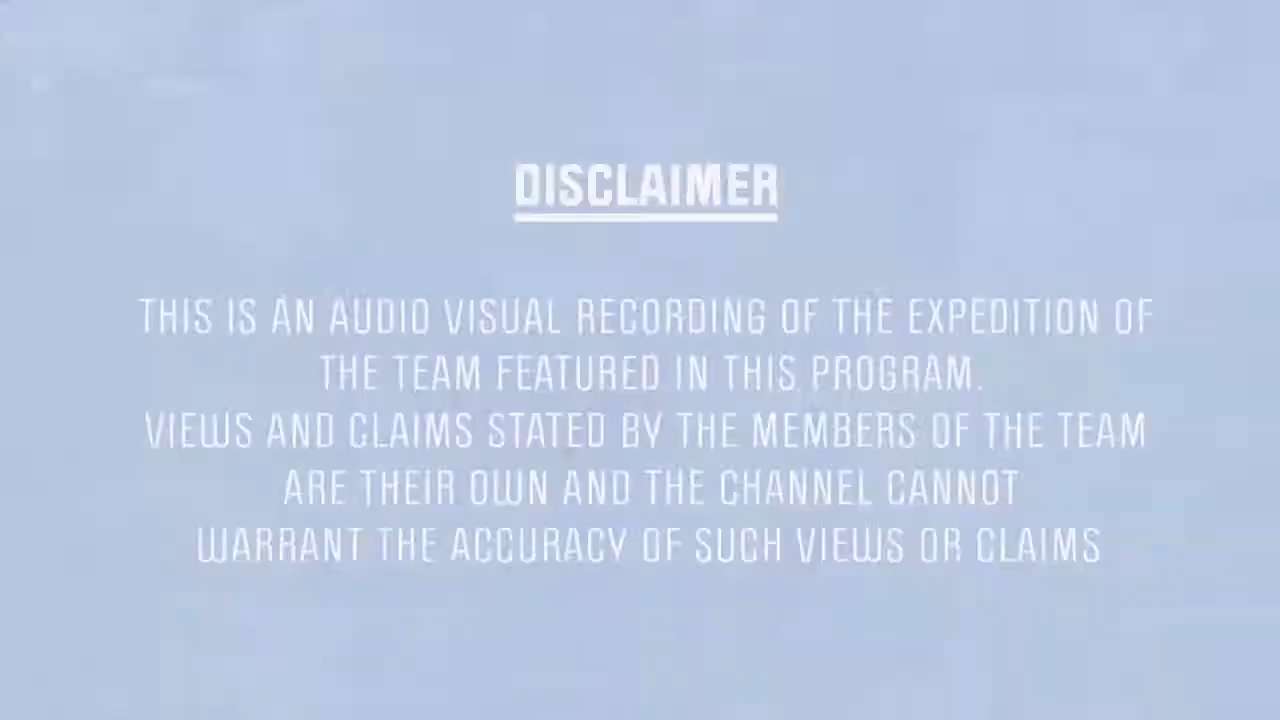 DISCLAIMER
THIS IS AN AUDIO VISUAL RECORDING OF THE EXPEDITION OF
THE TEAM FEATURED IN THIS PROGRAM.
VIEWS AND CLAIMS STATED BY THE MEMBERS OF THE TEAM
ARE THEIR OWN AND THE CHANNEL CANNOT
WARRANT THE ACCURACY OF SUCH VIEWS OR CLAIMS